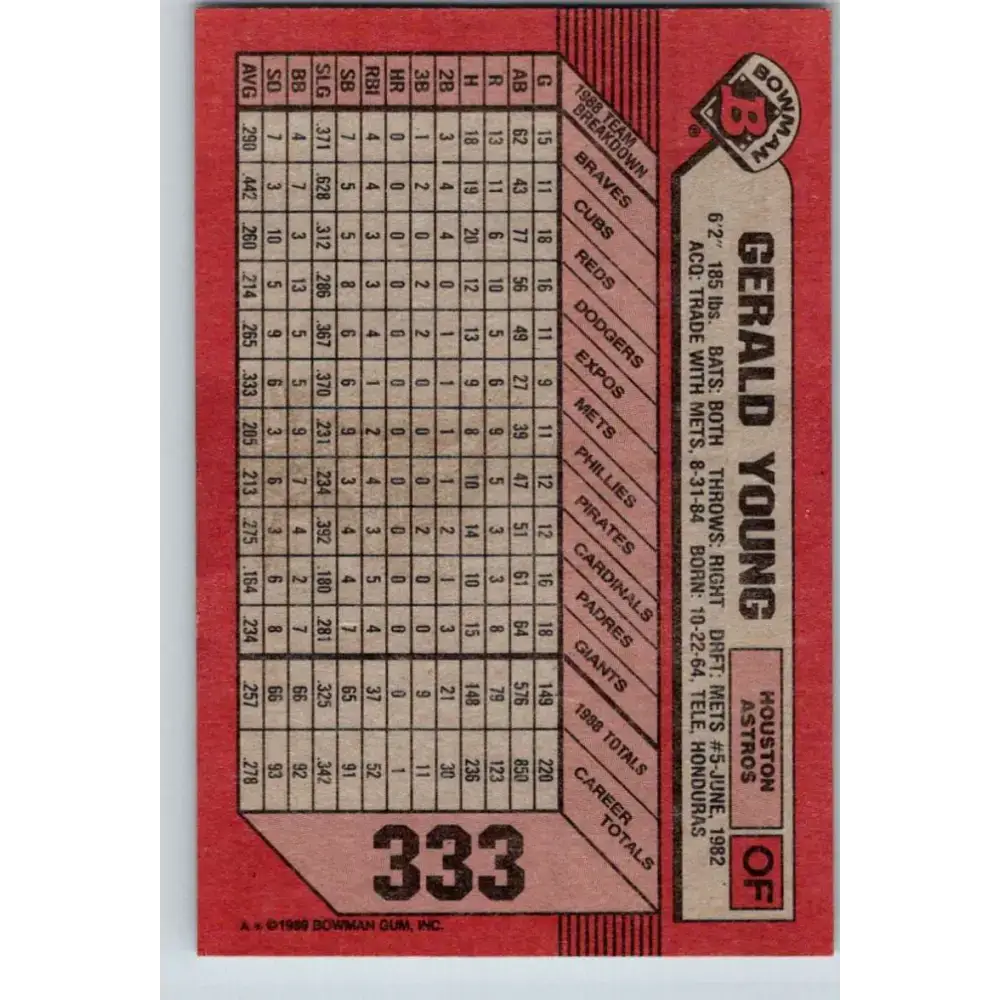 BOWMAN
B
®
GERALD YOUNG
HOUSTON
ASTROS
OF
6'2" 185 lbs. BATS: BOTH THROWS: RIGHT DRFT: METS #5-JUNE, 1982
ACQ: TRADE WITH METS, 8-31-84 BORN: 10-22-64, TELE, HONDURAS
1988 TEAM
BREAKDOWN
BRAVES
CUBS
REDS
DODGERS
EXPOS
METS
PHILLIES
PIRATES
CARDINALS
PADRES
GIANTS
1988 TOTALS
CAREER
TOTALS
G 15 11 18 16 11 9 11 12 12 16 18 149 220
AB 62 43 77 56 49 27 39 47 51 61 64 576 850
R 13 11 6 10 5 6 9 5 3 3 8 79 123
H 18 19 20 12 13 9 8 10 14 10 15 148 236
2B 3 4 4 0 1 1 1 1 2 1 3 21 30
3B 1 2 0 2 2 0 0 0 2 0 0 9 11
HR 0 0 0 0 0 0 0 0 0 0 0 0 1
RBI 4 4 3 3 4 1 2 4 3 5 4 37 52
SB 7 5 5 8 6 6 9 3 4 4 7 65 91
SLG .371 .628 .312 .286 .367 .370 .231 .234 .392 .180 .281 .325 .342
BB 4 7 3 13 5 5 9 7 4 2 7 66 92
SO 7 3 10 5 9 6 3 6 3 6 8 66 93
AVG .290 .442 .260 .214 .265 .333 .205 .213 .275 .164 .234 .257 .278
333
A * ©1989 BOWMAN GUM, INC.